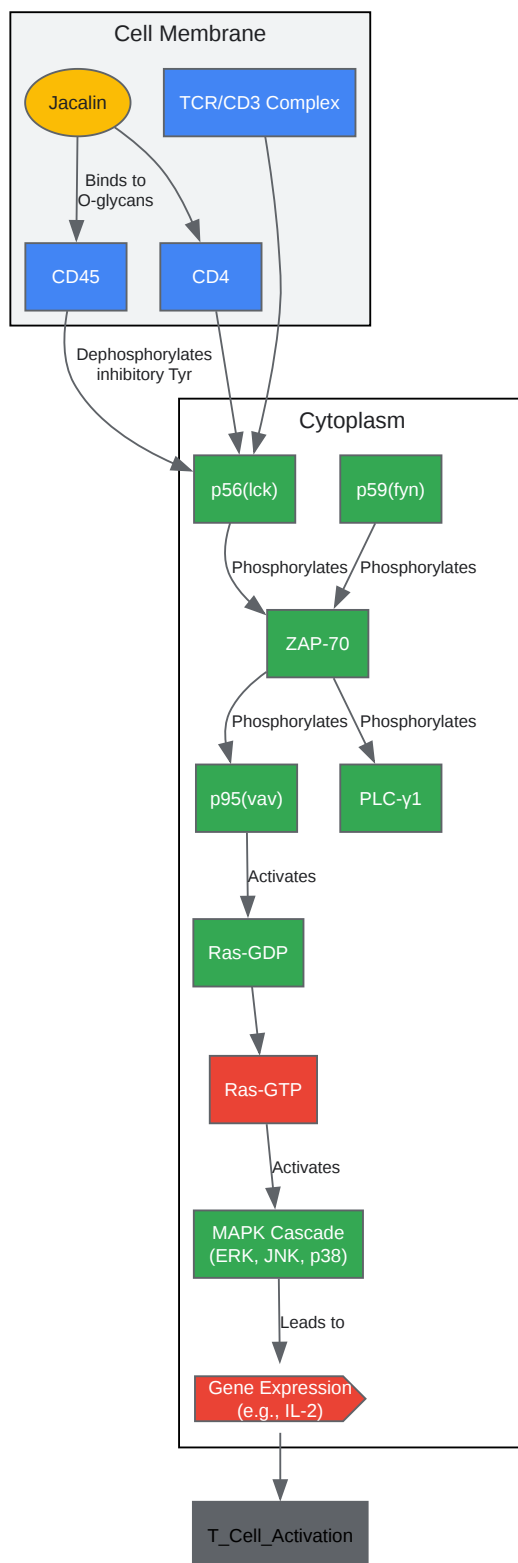 Cell Membrane
Jacalin
TCR/CD3 Complex
Binds to
O-glycans
CD45
CD4
Dephosphorylates
inhibitory Tyr
Cytoplasm
p56(lck)
p59(fyn)
Phosphorylates
Phosphorylates
ZAP-70
Phosphorylates
Phosphorylates
p95(vav)
PLC-γ1
Activates
Ras-GDP
Ras-GTP
Activates
MAPK Cascade
(ERK, JNK, p38)
Leads to
Gene Expression
(e.g., IL-2)
T_Cell_Activation